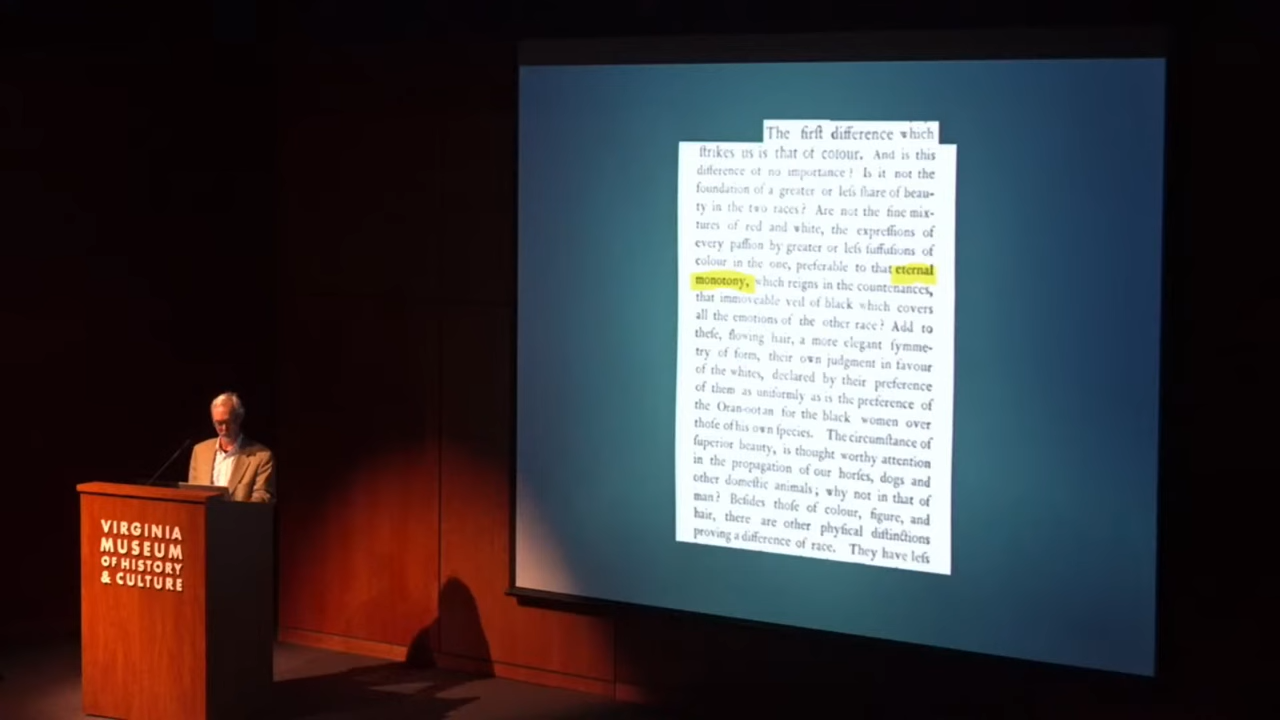 VIRGINIA
MUSEUM
OF HISTORY
& CULTURE
The firſt difference which
ſtrikes us is that of colour. And is this
difference of no importance? Is it not the
foundation of a greater or leſs ſhare of beau-
ty in the two races? Are not the fine mix-
tures of red and white, the expreſſions of
every paſſion by greater or leſs ſuffuſions of
colour in the one, preferable to that eternal
monotony, which reigns in the countenances,
that immoveable veil of black which covers
all the emotions of the other race? Add to
theſe, flowing hair, a more elegant ſymme-
try of form, their own judgment in favour
of the whites, declared by their preference
of them as uniformly as is the preference of
the Oran-ootan for the black women over
thoſe of his own ſpecies. The circumſtance of
ſuperior beauty, is thought worthy attention
in the propagation of our horſes, dogs and
other domeſtic animals; why not in that of
man? Beſides thoſe of colour, figure, and
hair, there are other phyſical diſtinctions
proving a difference of race. They have leſs